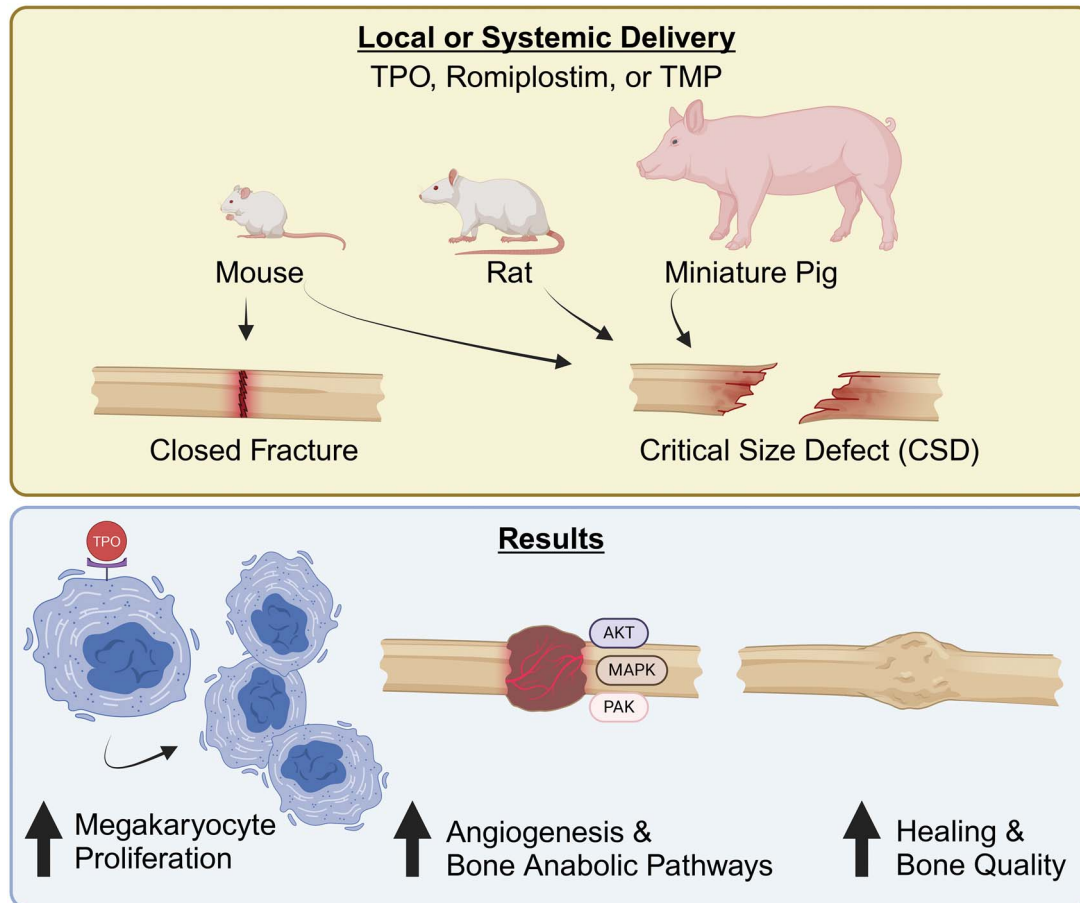 Local or Systemic Delivery
TPO, Romiplostim, or TMP
Mouse
Rat
Miniature Pig
Closed Fracture
Critical Size Defect (CSD)
Results
TPO
AKT
MAPK
PAK
Megakaryocyte
Proliferation
Angiogenesis &
Bone Anabolic Pathways
Healing &
Bone Quality